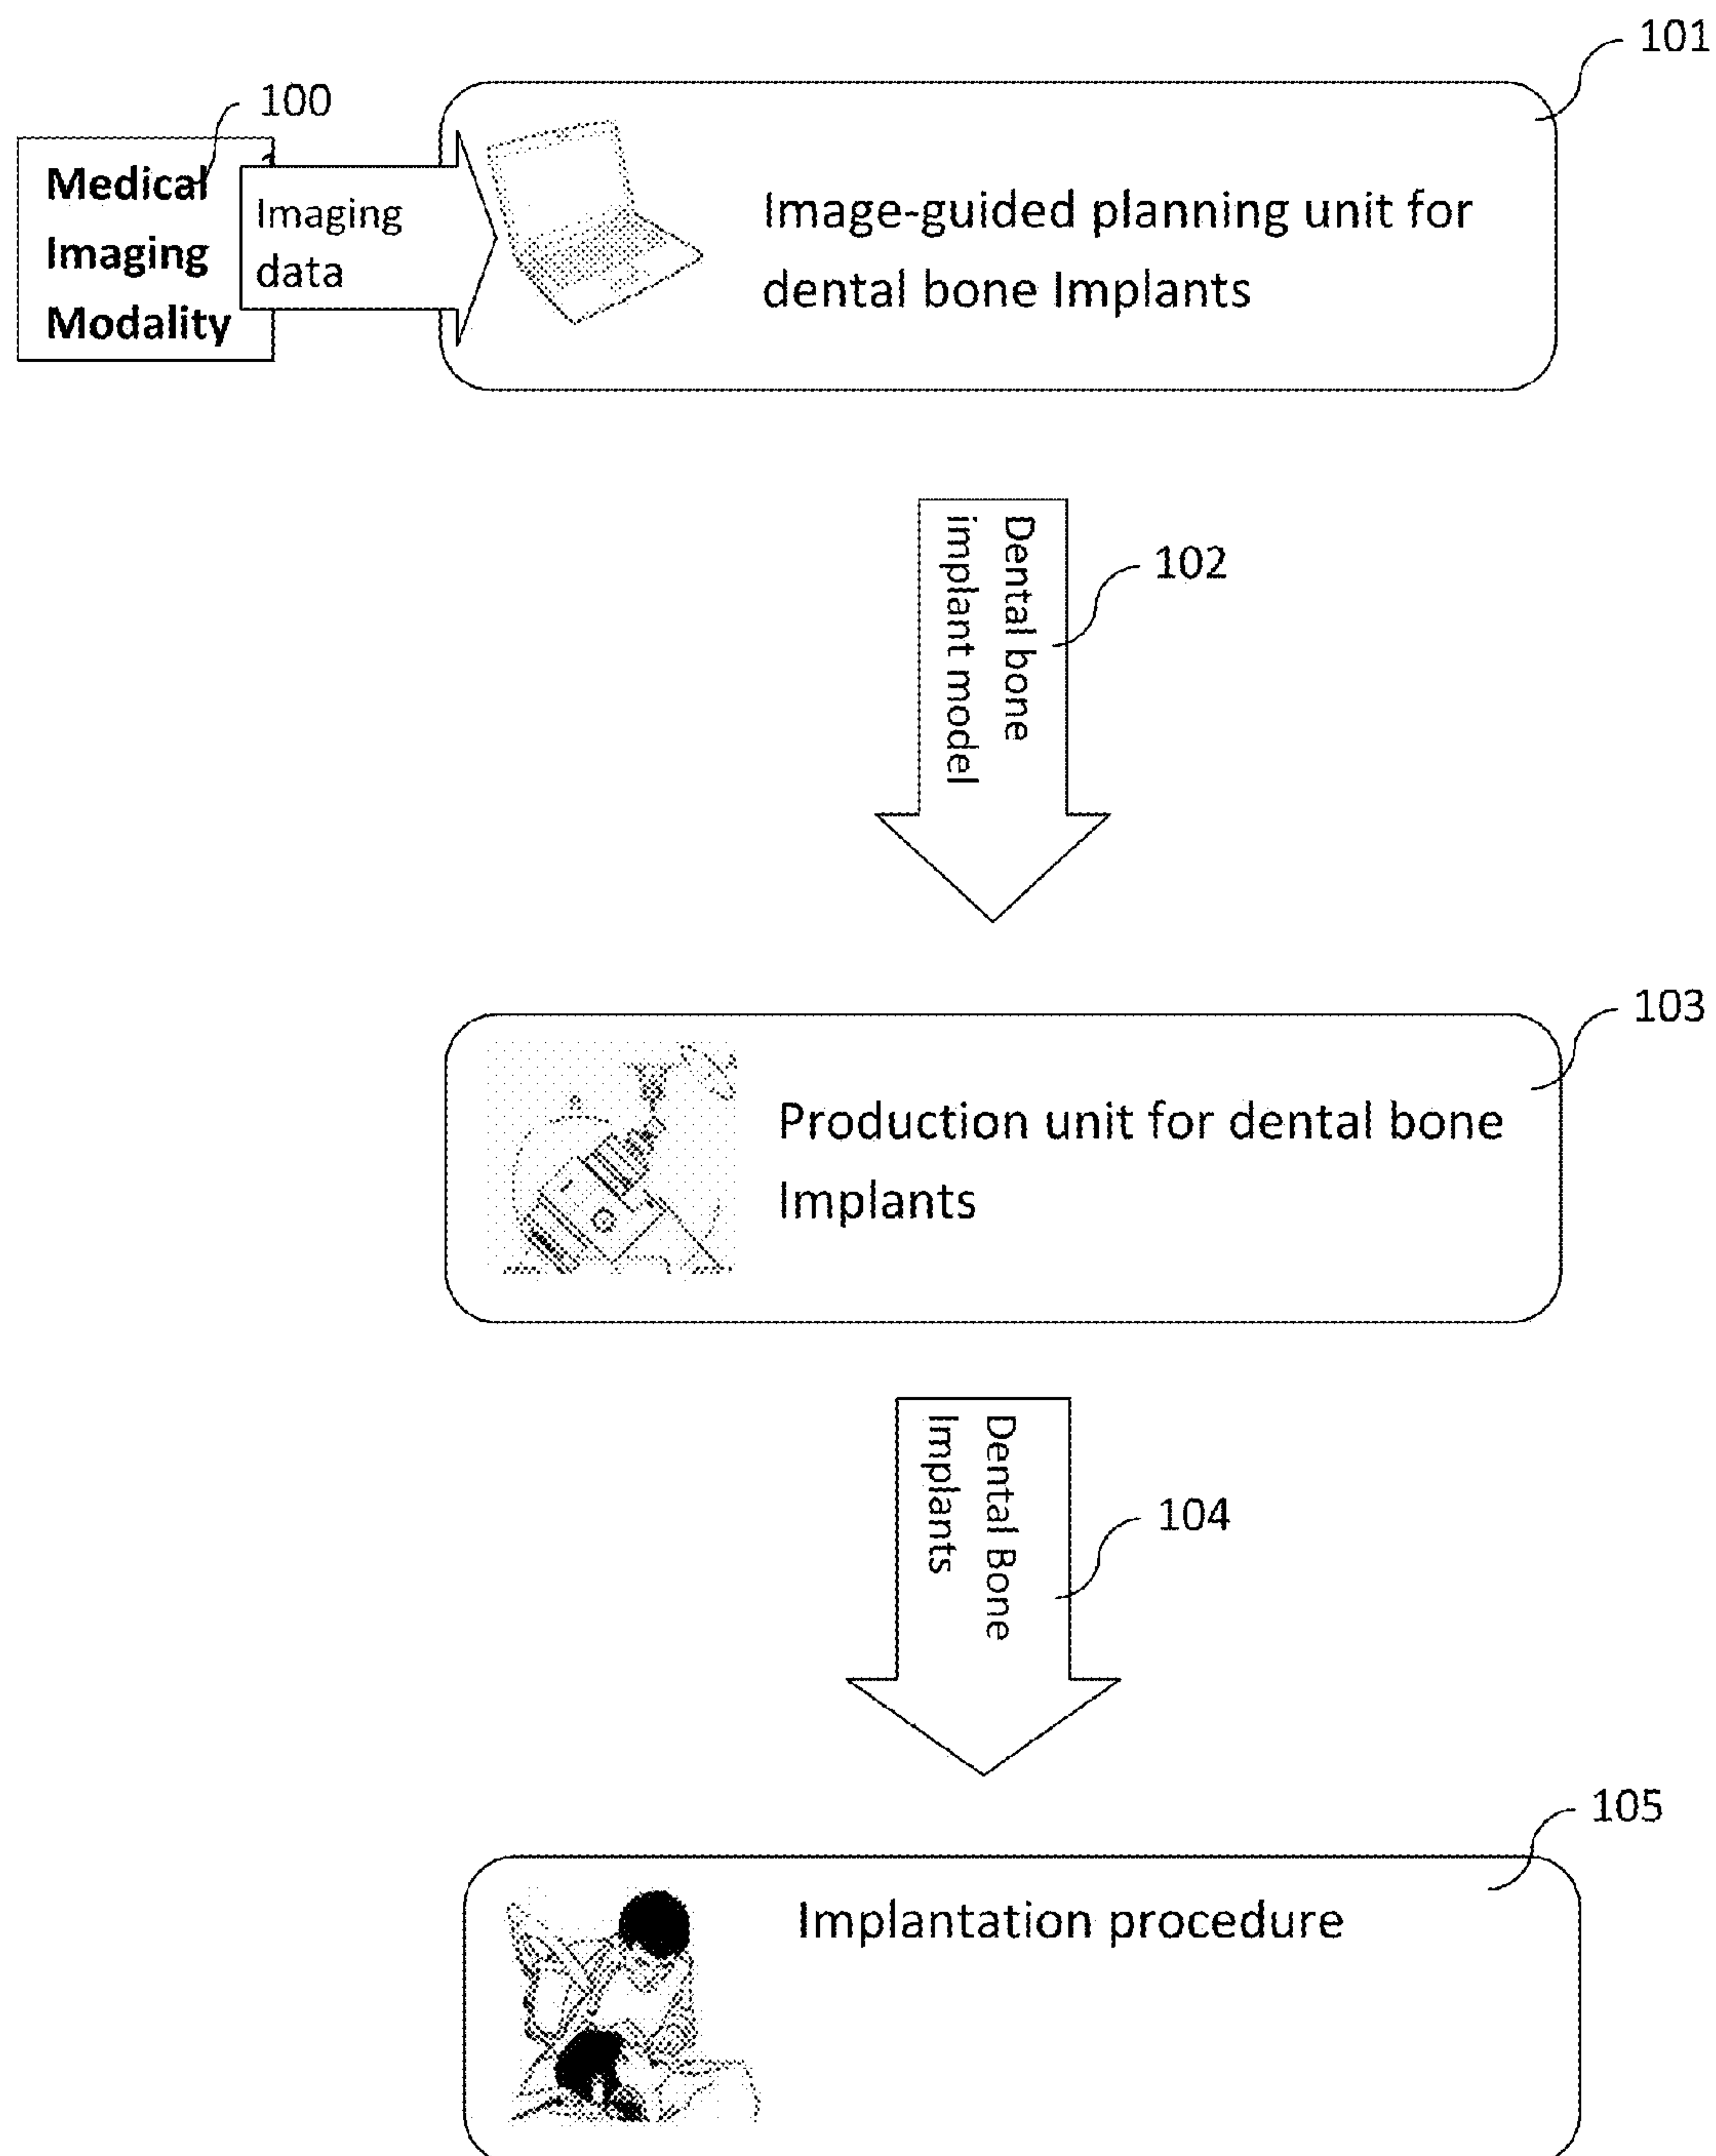 101
100
Medical
Imaging
Modality
Imaging
data
Image-guided planning unit for
dental bone Implants
Dental bone
implant model
102
103
Production unit for dental bone
Implants
Dental Bone
Implants
104
105
Implantation procedure